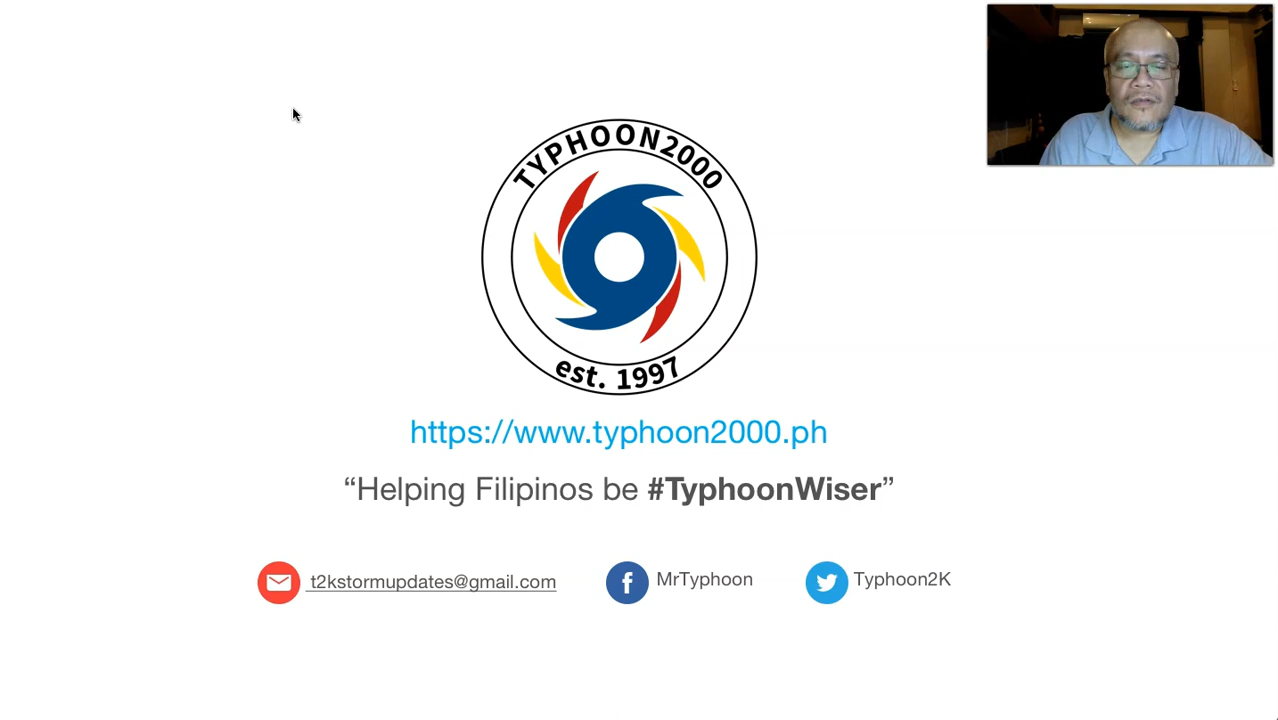 TYPHOON2000
est. 1997
https://www.typhoon2000.ph
“Helping Filipinos be #TyphoonWiser”
t2kstormupdates@gmail.com
MrTyphoon
Typhoon2K